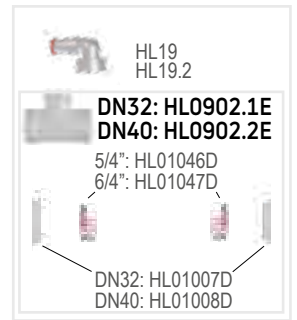 HL19
HL19.2
DN32: HL0902.1E
DN40: HL0902.2E
5/4”: HL01046D
6/4”: HL01047D
DN32: HL01007D
DN40: HL01008D